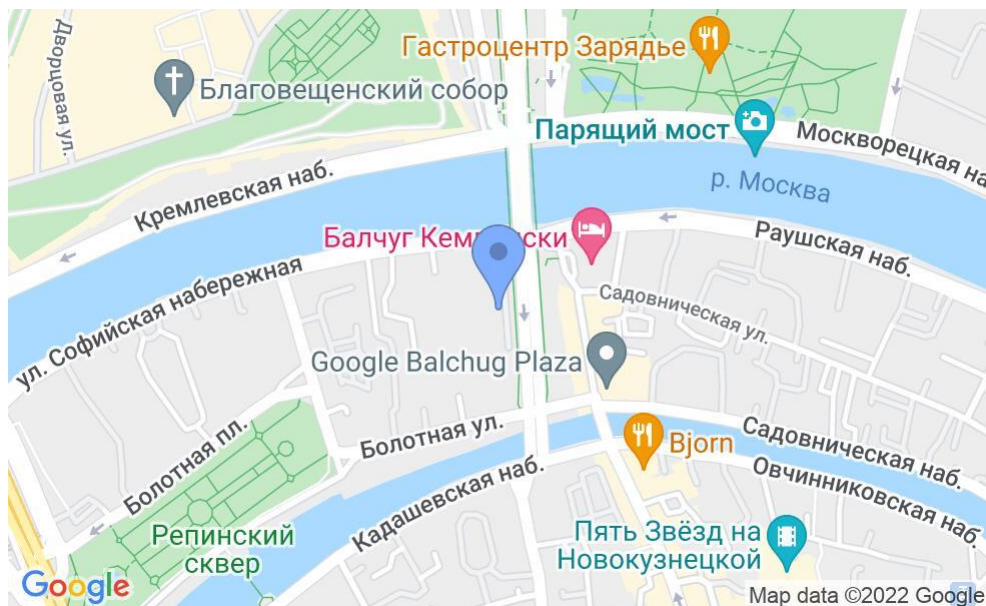 Дворцовая ул.
Гастроцентр Зарядье
Благовещенский собор
Парящий мост
Москворецкая на
Кремлевская наб.
р. Москва
Балчуг Кем
ски
Раушская наб.
ул. Софийская набережная
Садовническая ул.
Google Balchug Plaza
Болотная пл.
Болотная ул.
Садовническая наб.
Bjorn
Овчинниковская наб.
Кадашевская наб.
Репинский
сквер
Пять Звёзд на
Новокузнецкой
Google
Map data ©2022 Google